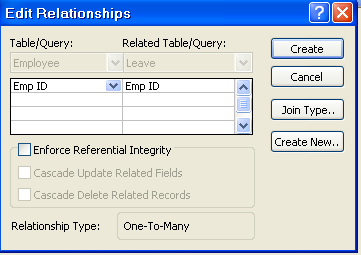 Edit Relationships
Table/Query: Related Table/Query:
Employee Leave
Create
Cancel
Emp ID Emp ID
Join Type..
Create New..
Enforce Referential Integrity
Cascade Update Related Fields
Cascade Delete Related Records
Relationship Type: One-To-Many